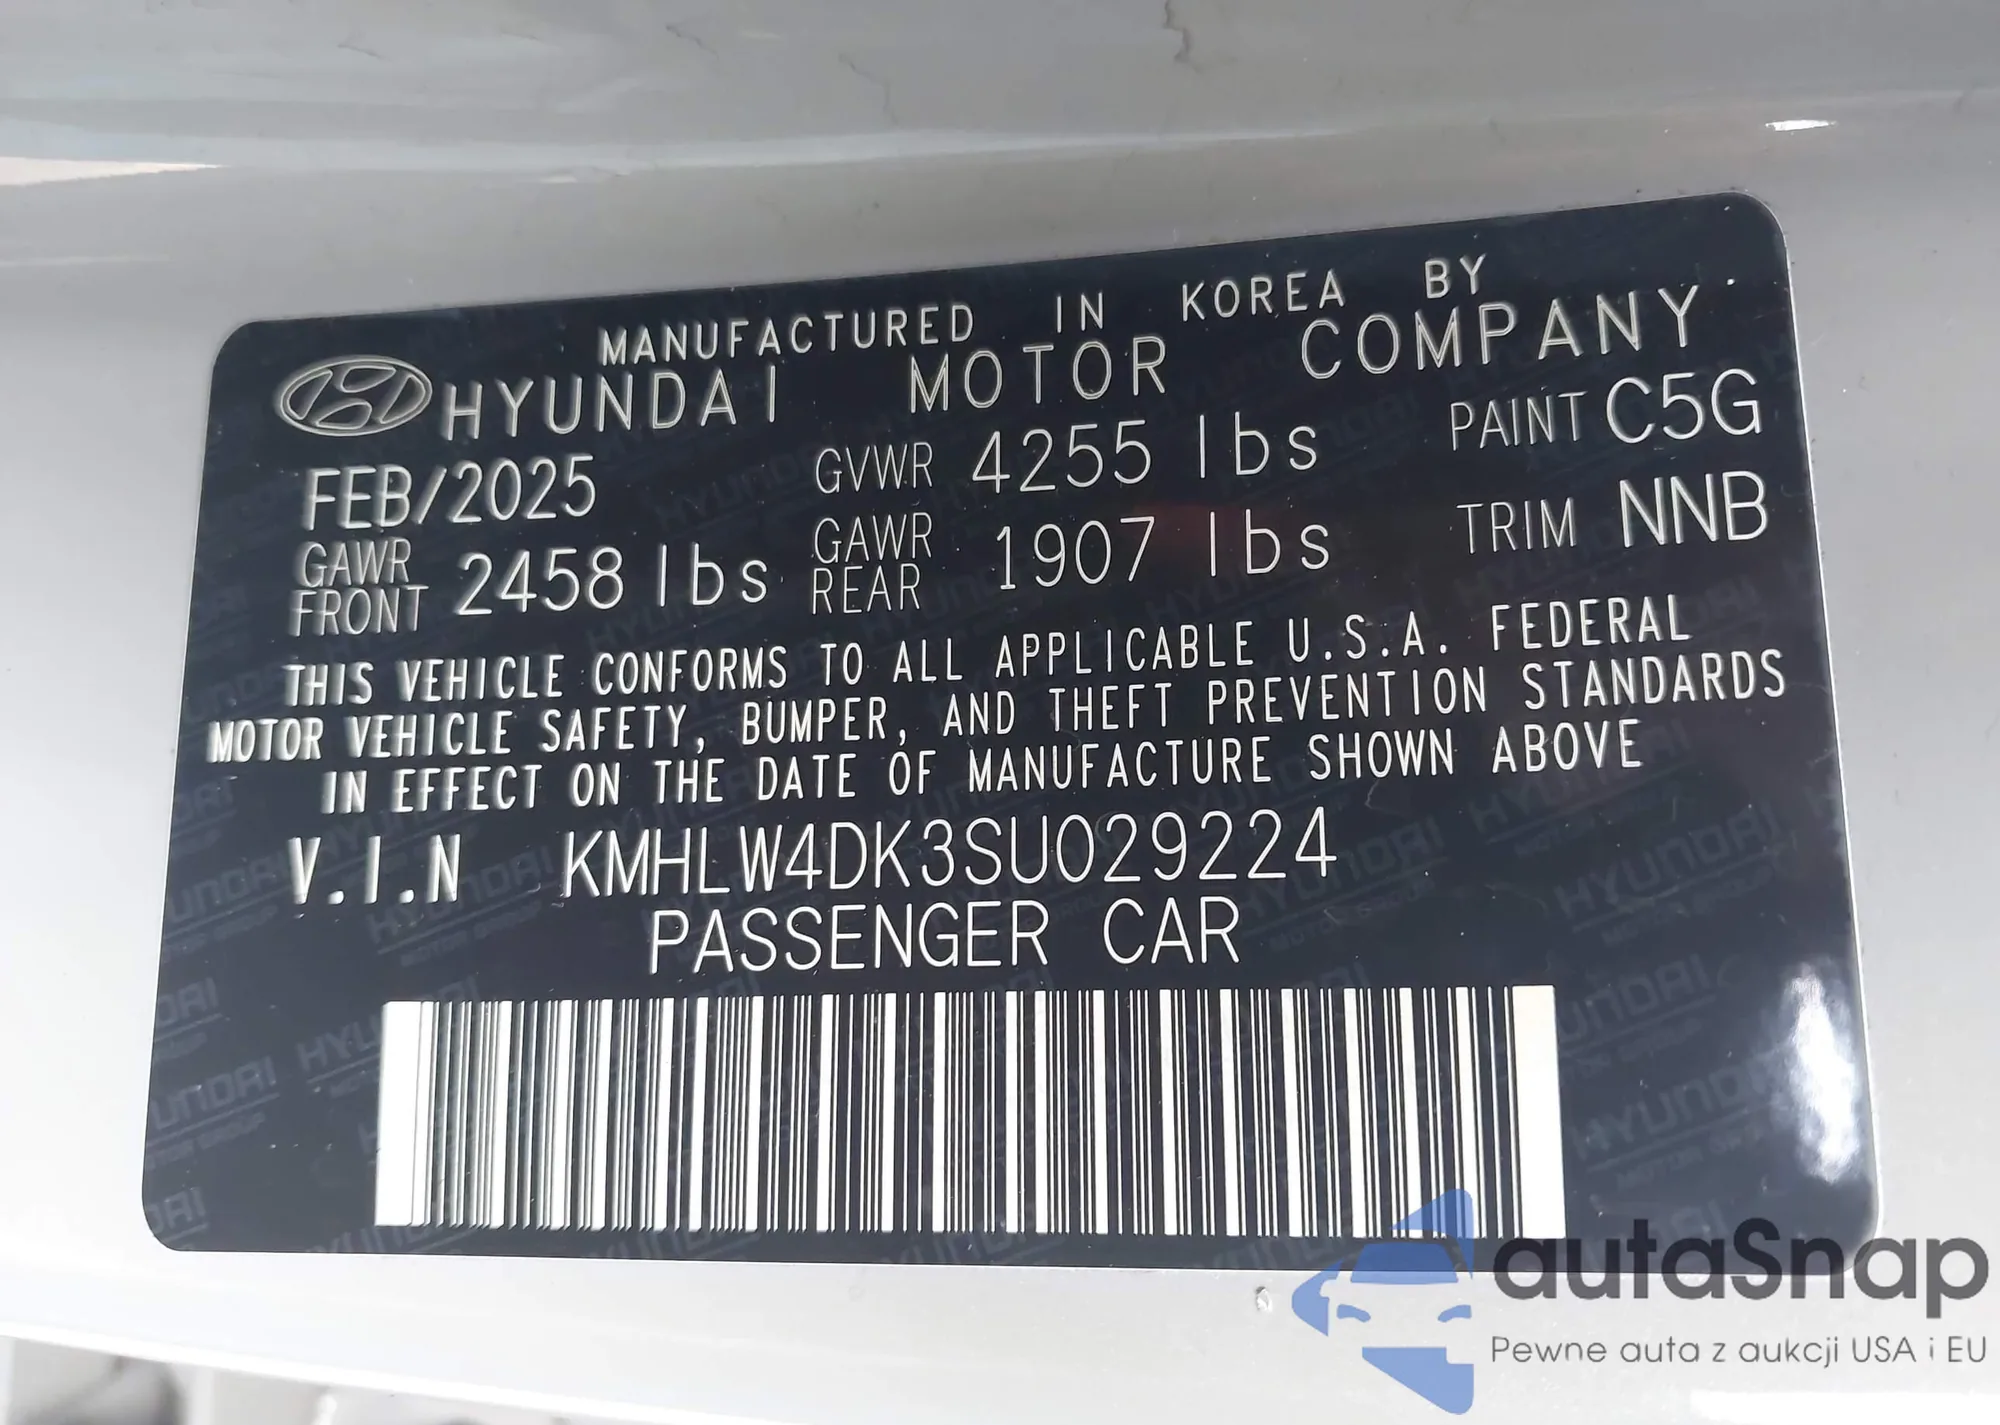 MANUFACTURED IN KOREA BY
HYUNDAI MOTOR COMPANY
FEB/2025 GVWR 4255 lbs PAINT C5G
GAWR FRONT 2458 lbs GAWR REAR 1907 lbs TRIM NNB
THIS VEHICLE CONFORMS TO ALL APPLICABLE U.S.A. FEDERAL
MOTOR VEHICLE SAFETY, BUMPER, AND THEFT PREVENTION STANDARDS
IN EFFECT ON THE DATE OF MANUFACTURE SHOWN ABOVE
V.I.N KMHLW4DK3SU029224
PASSENGER CAR
autaSnap
Pewne auta z aukcji USA i EU